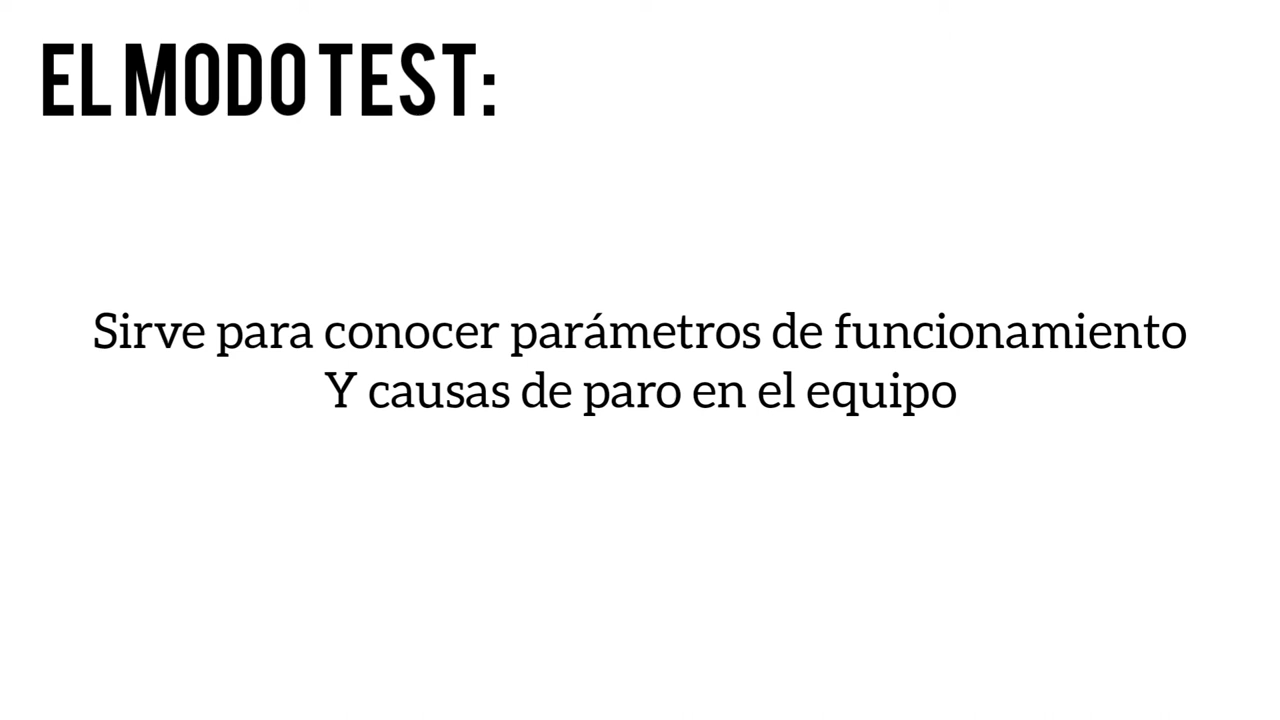 EL MODO TEST:
Sirve para conocer parámetros de funcionamiento
Y causas de paro en el equipo